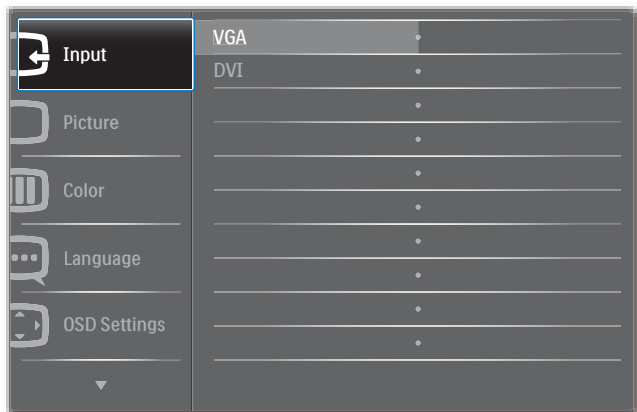 Input
VGA
DVI
Picture
Color
Language
OSD Settings